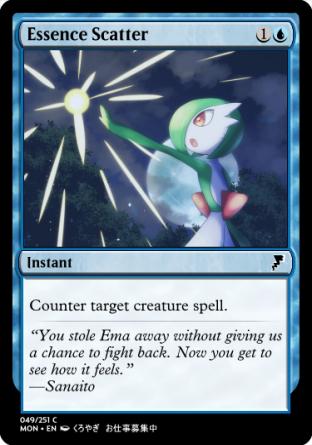 Essence Scatter 1
Instant
Counter target creature spell.
“You stole Ema away without giving us
a chance to fight back. Now you get to
see how it feels.”
—Sanaito
049/251 C
MON • EN くろやぎ お仕事募集中